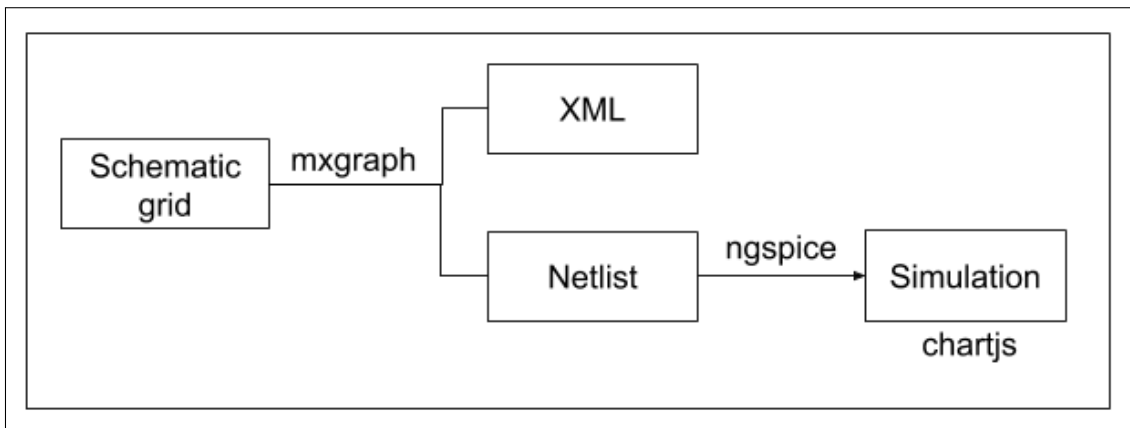 XML
Schematic
grid
mxgraph
Netlist
ngspice
Simulation
chartjs